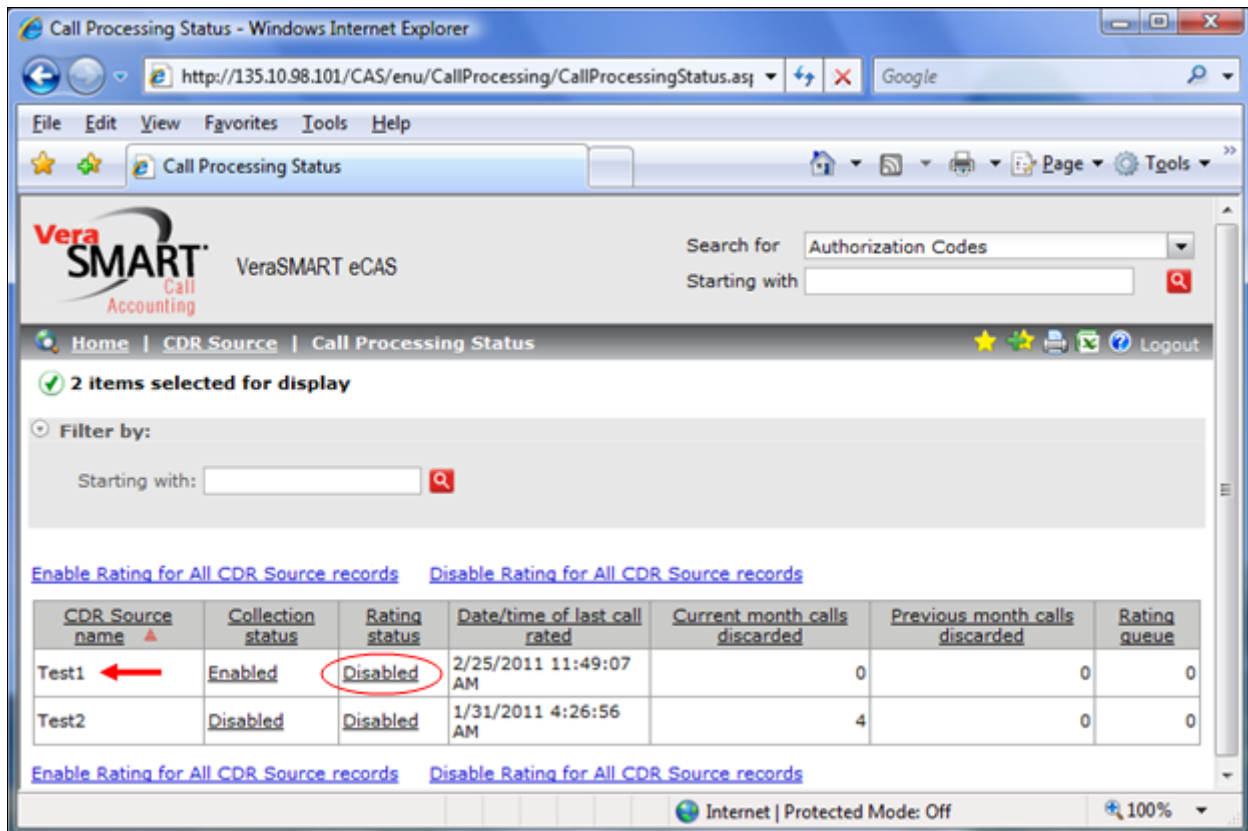 Call Processing Status - Windows Internet Explorer
http://135.10.98.101/CAS/enu/CallProcessing/CallProcessingStatus.asp
Google
File Edit View Favorites Tools Help
Call Processing Status
Page Tools
Vera
SMART
Call
Accounting
VeraSMART eCAS
Search for Authorization Codes
Starting with
Home | CDR Source | Call Processing Status
Logout
2 items selected for display
Filter by:
Starting with:
Enable Rating for All CDR Source records Disable Rating for All CDR Source records
CDR Source name Collection status Rating status Date/time of last call rated Current month calls discarded Previous month calls discarded Rating queue
Test1 Enabled Disabled 2/25/2011 11:49:07 AM 0 0 0
Test2 Disabled Disabled 1/31/2011 4:26:56 AM 4 0 0
Enable Rating for All CDR Source records Disable Rating for All CDR Source records
Internet | Protected Mode: Off
100%